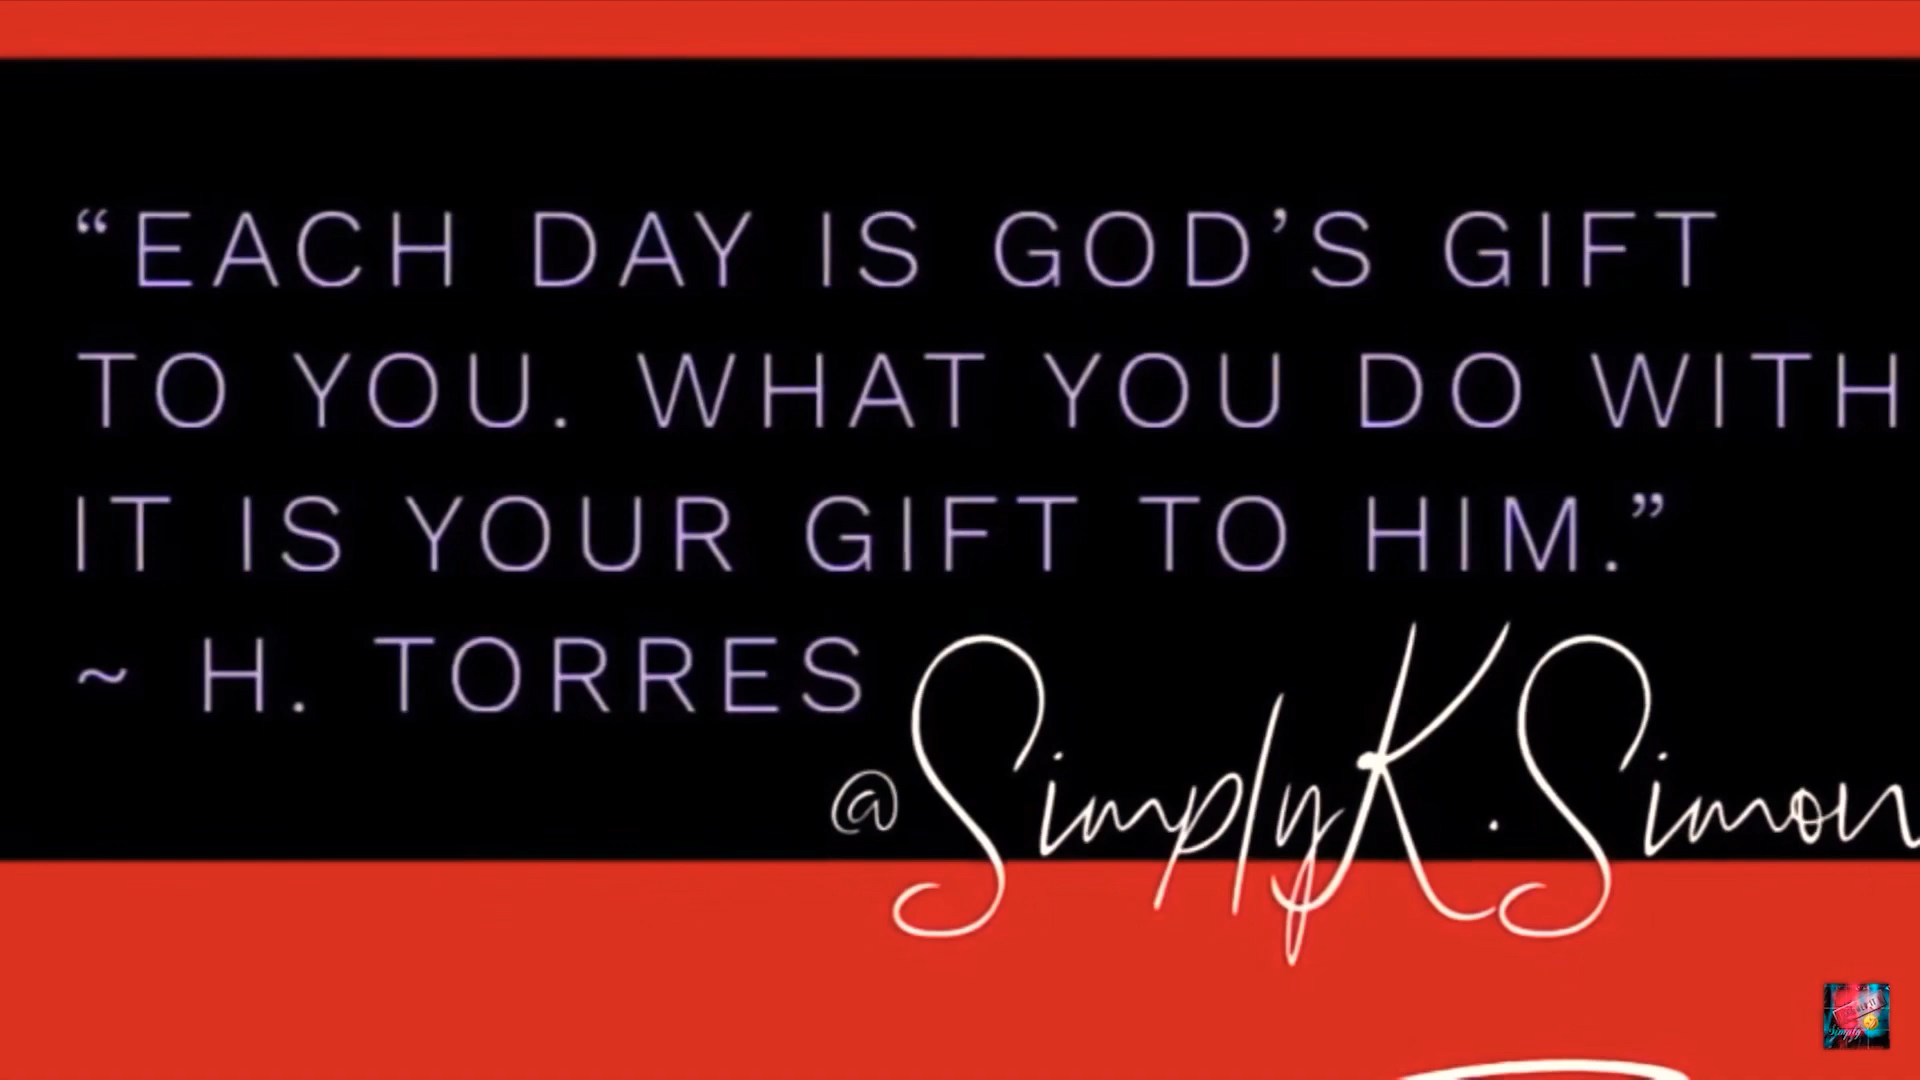 “EACH DAY IS GOD’S GIFT
TO YOU. WHAT YOU DO WITH
IT IS YOUR GIFT TO HIM.”
~ H. TORRES
@SimplyK.Simon
Simply